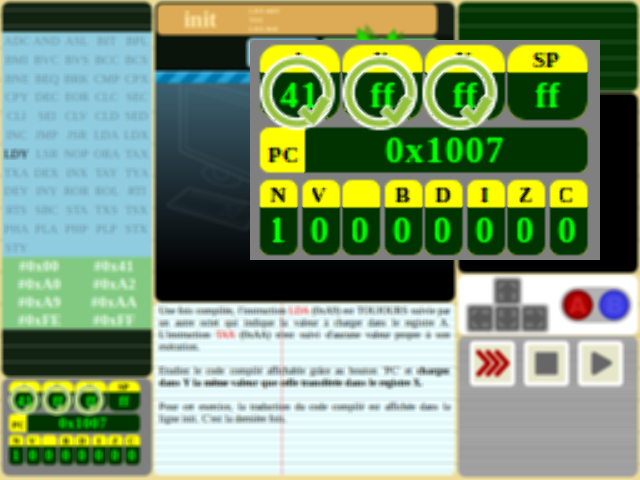 init
ADC AND ASL BIT BPL
BMI BVC BVS BCC BCS
BNE BEQ BRK CMP CPX
CPY DEC EOR CLC SEC
CLI SEI CLV CLD SED
INC JMP JSR LDA LDX
LDY LSR NOP ORA TAX
TXA DEX INX TAY TYA
DEY INY ROR ROL RTI
RTS SBC STA TXS TSX
PHA PLA PHP PLP STX
STY
#0x00 #0x41
#0xA0 #0xA2
#0xA9 #0xAA
#0xFE #0xFF
SP
41 ff ff ff
PC 0x1007
N V B D I Z C
1 0 0 0 0 0 0 0
Une fois compilée, l'instruction LDA (0xA9) est TOUJOURS suivie par
un autre octet qui indique la valeur à charger dans le registre A.
L'instruction TAX (0xAA) n'est suivi d'aucune valeur propre à son
exécution.
Etudiez le code compilé affichable grâce au bouton 'PC' et chargez
dans Y la même valeur que celle transférée dans le registre X.
Pour cet exercice, la traduction du code compilé est affichée dans la
ligne init. C'est la dernière fois.
A B
SP
41 ff ff ff
PC 0x1007
N V B D I Z C
1 0 0 0 0 0 0 0